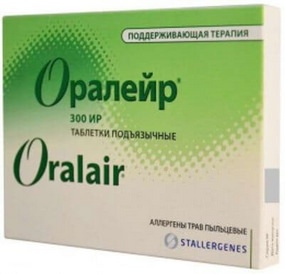 ПОДДЕРЖИВАЮЩАЯ ТЕРАПИЯ
Оралейр®
300 ИР
ТАБЛЕТКИ ПОДЪЯЗЫЧНЫЕ
Oralair
АЛЛЕРГЕНЫ ТРАВ ПЫЛЬЦЕВЫЕ
STALLERGENES